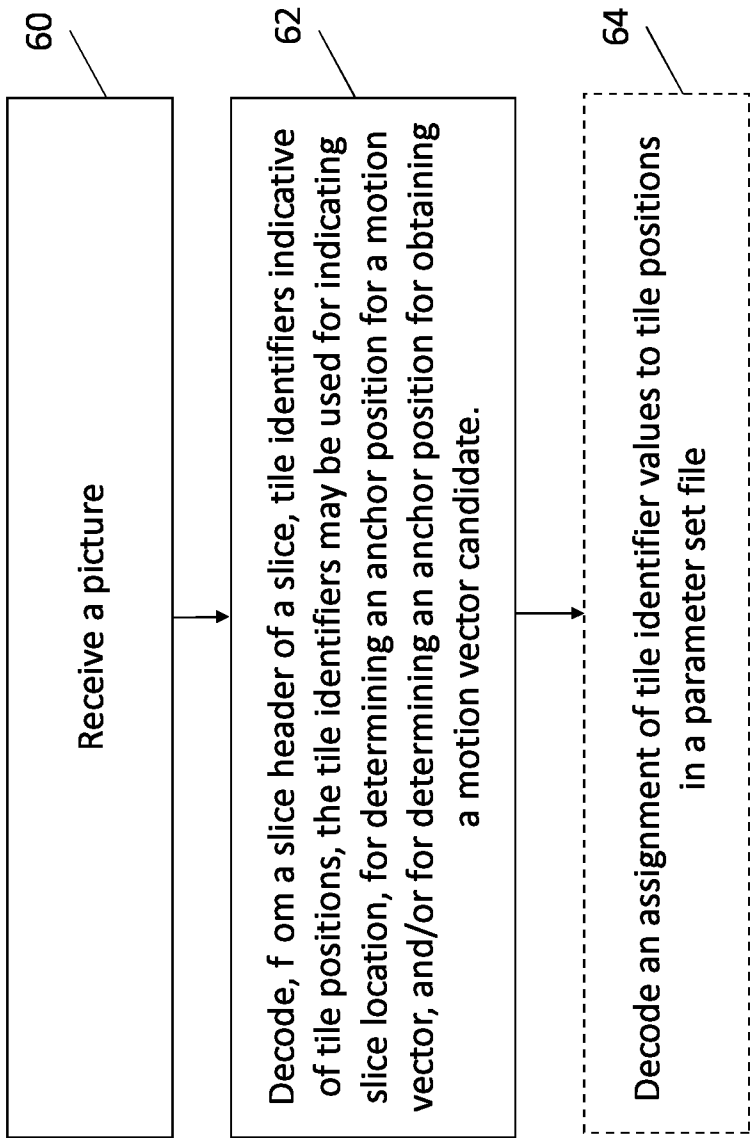 60
Receive a picture
62
Decode, f om a slice header of a slice, tile identifiers indicative
of tile positions, the tile identifiers may be used for indicating
slice location, for determining an anchor position for a motion
vector, and/or for determining an anchor position for obtaining
a motion vector candidate.
64
Decode an assignment of tile identifier values to tile positions
in a parameter set file